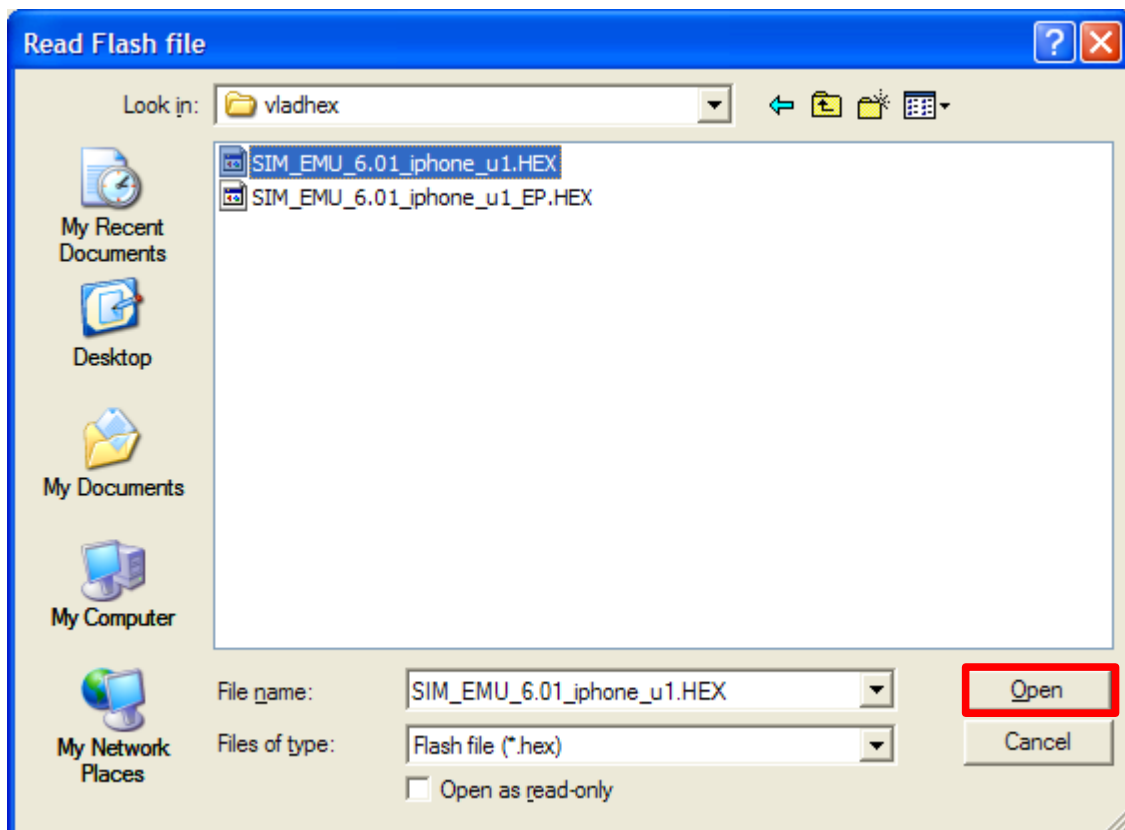 Read Flash file
Look in:
vladhex
SIM_EMU_6.01_iphone_u1.HEX
SIM_EMU_6.01_iphone_u1_EP.HEX
My Recent
Documents
Desktop
My Documents
My Computer
My Network
Places
File name:
SIM_EMU_6.01_iphone_u1.HEX
Open
Files of type:
Flash file (*.hex)
Cancel
Open as read-only